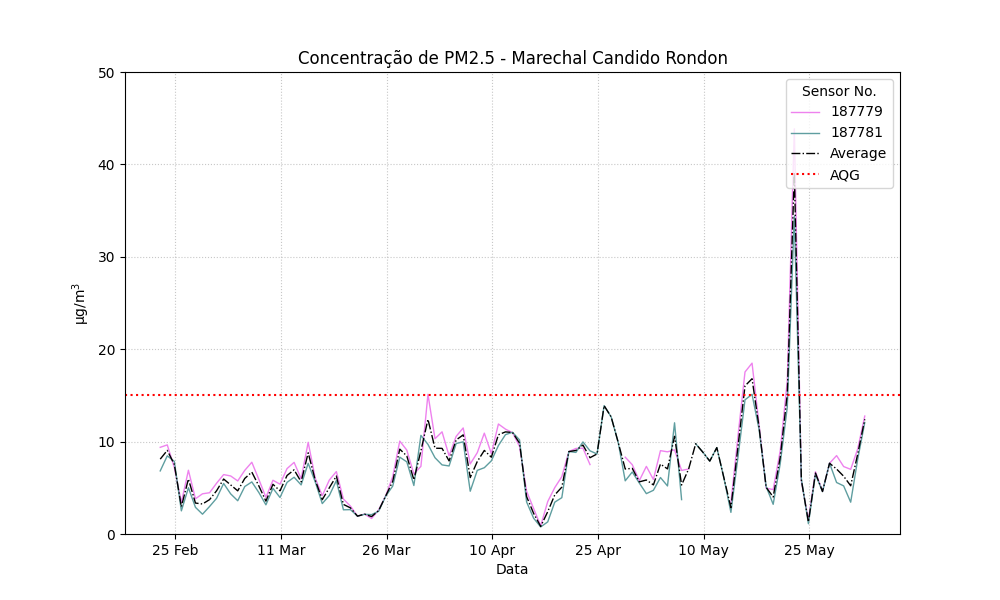 Concentração de PM2.5 - Marechal Candido Rondon
50
40
30
20
10
0
µg/m³
Sensor No.
187779
187781
Average
AQG
25 Feb
11 Mar
26 Mar
10 Apr
25 Apr
10 May
25 May
Data